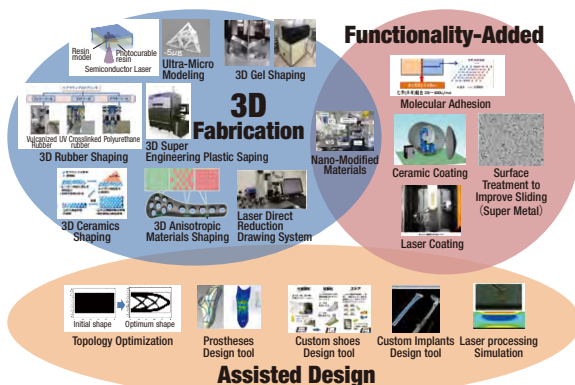 Functionality-Added
Resin
model
Photocurable
resin
Semiconductor Laser
-5μg
Ultra-Micro
Modeling
3D Gel Shaping
3D
Fabrication
Vulcanized
Rubber
UV Crosslinked
rubber
Polyurethane
3D Rubber Shaping
3D Super
Engineering Plastic Saping
Nano-Modified
Materials
Molecular Adhesion
Ceramic Coating
Surface
Treatment to
Improve Sliding
(Super Metal)
Laser Coating
3D Ceramics
Shaping
3D Anisotropic
Materials Shaping
Laser Direct
Reduction
Drawing System
Initial shape
Optimum shape
Topology Optimization
Prostheses
Design tool
Custom shoes
Design tool
Custom Implants
Design tool
Laser processing
Simulation
Assisted Design